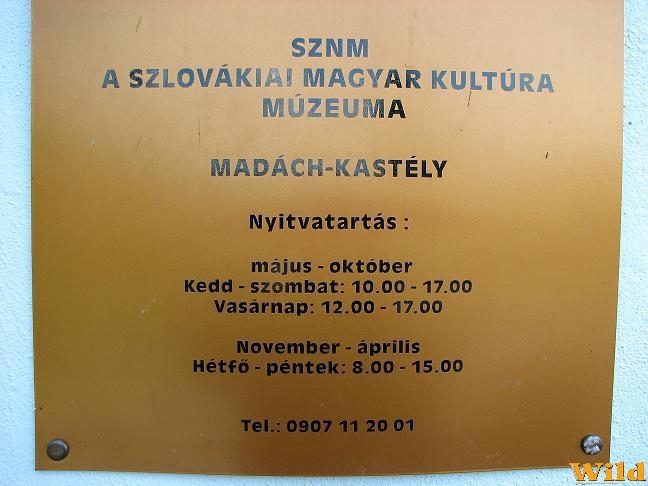 SZNM
A SZLOVÁKIAI MAGYAR KULTÚRA
MÚZEUMA
MADÁCH-KASTÉLY
Nyitvatartás :
május - október
Kedd - szombat: 10.00 - 17.00
Vasárnap: 12.00 - 17.00
November - április
Hétfő - péntek: 8.00 - 15.00
Tel.: 0907 11 20 01
Wild